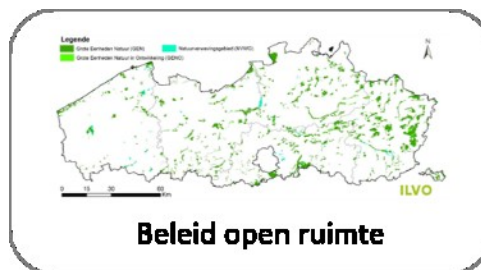 Legende
Grote Eenheden Natuur (GEN)
Natuurverwevingsgebied (NVWG)
Grote Eenheden Natuur in Ontwikkeling (GENO)
N
0 15 30 60
Km
ILVO
Beleid open ruimte